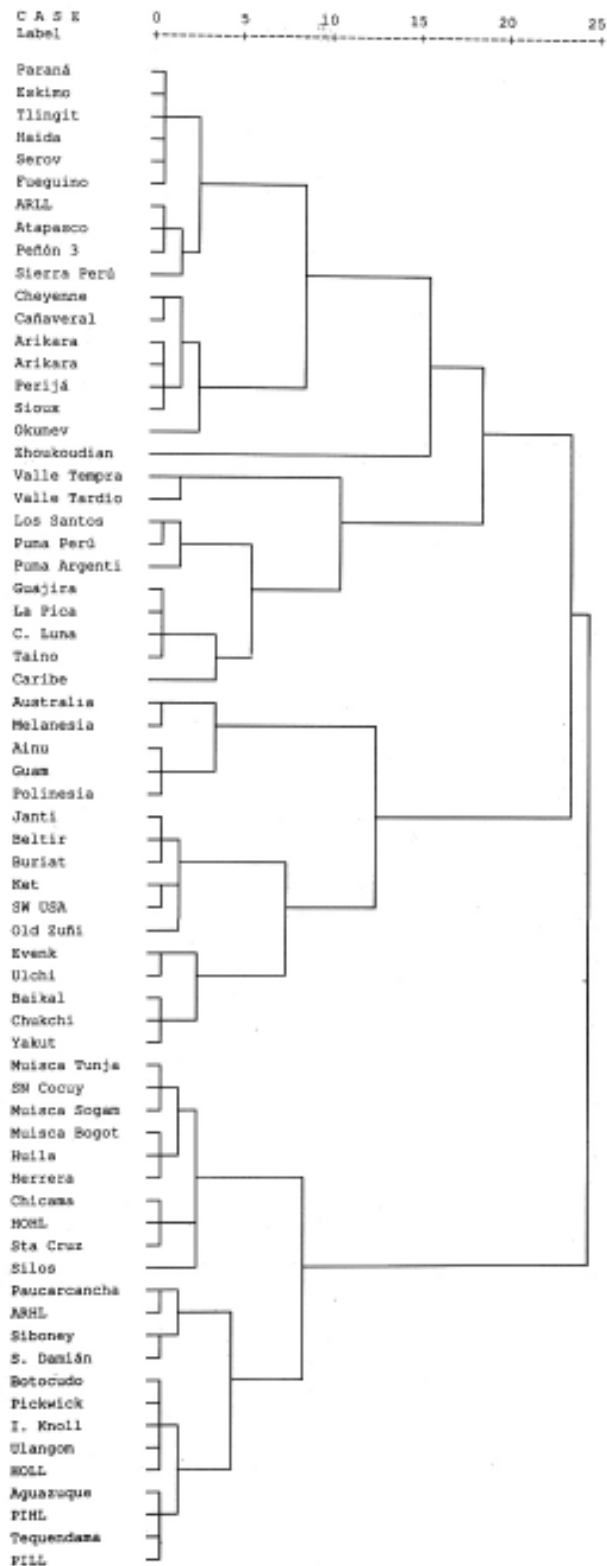 C A S E 0 5 10 15 20 25
Label
Paraná
Eskimo
Tlingit
Haida
Serov
Fueguino
ARLL
Atapasco
Peñón 3
Sierra Perú
Cheyenne
Cañaveral
Arikara
Arikara
Perijá
Sioux
Okunev
Zhoukoudian
Valle Tempra
Valle Tardio
Los Santos
Puna Perú
Puna Argenti
Guajira
La Pica
C. Luna
Taino
Caribe
Australia
Melanesia
Ainu
Guam
Polinesia
Janti
Beltir
Buriat
Ket
SW USA
Old Zuñi
Evenk
Ulchi
Baikal
Chukchi
Yakut
Muisca Tunja
SN Cocuy
Muisca Sogam
Muisca Bogot
Huila
Herrera
Chicama
HOHL
Sta Cruz
Silos
Paucarcancha
ARHL
Siboney
S. Damián
Botocudo
Pickwick
I. Knoll
Ulangom
HOLL
Aguazuque
PIHL
Tequendama
PILL